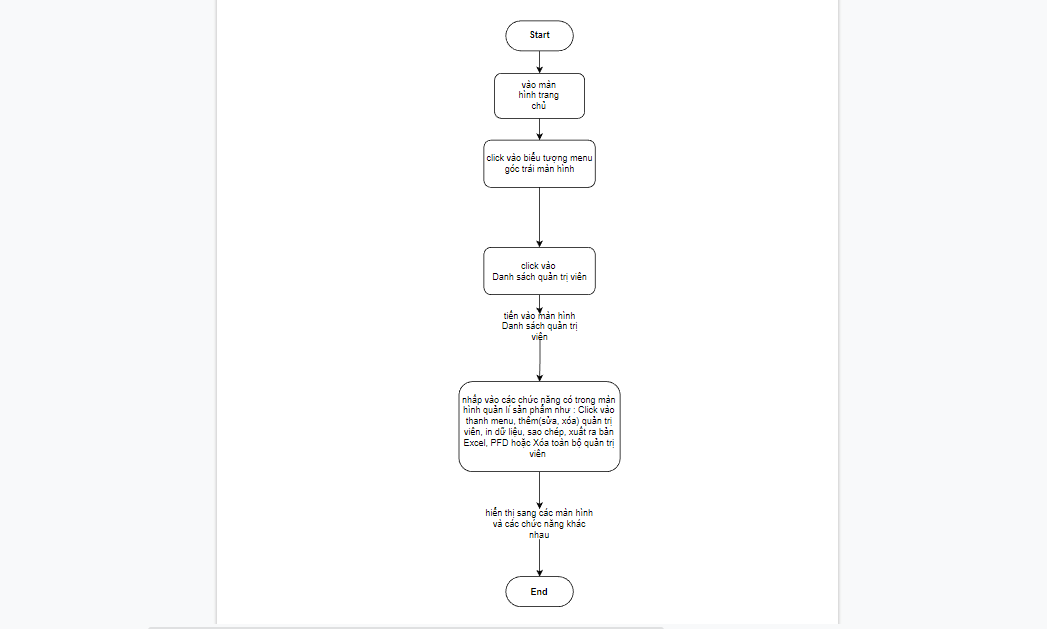 Start
vào màn
hình trang
chủ
click vào biểu tượng menu
góc trái màn hình
click vào
Danh sách quản trị viên
tiến vào màn hình
Danh sách quản trị
viên
nhấp vào các chức năng có trong màn
hình quản lí sản phẩm như : Click vào
thanh menu, thêm(sửa, xóa) quản trị
viên, in dữ liệu, sao chép, xuất ra bản
Excel, PFD hoặc Xóa toàn bộ quản trị
viên
hiển thị sang các màn hình
và các chức năng khác
nhau
End